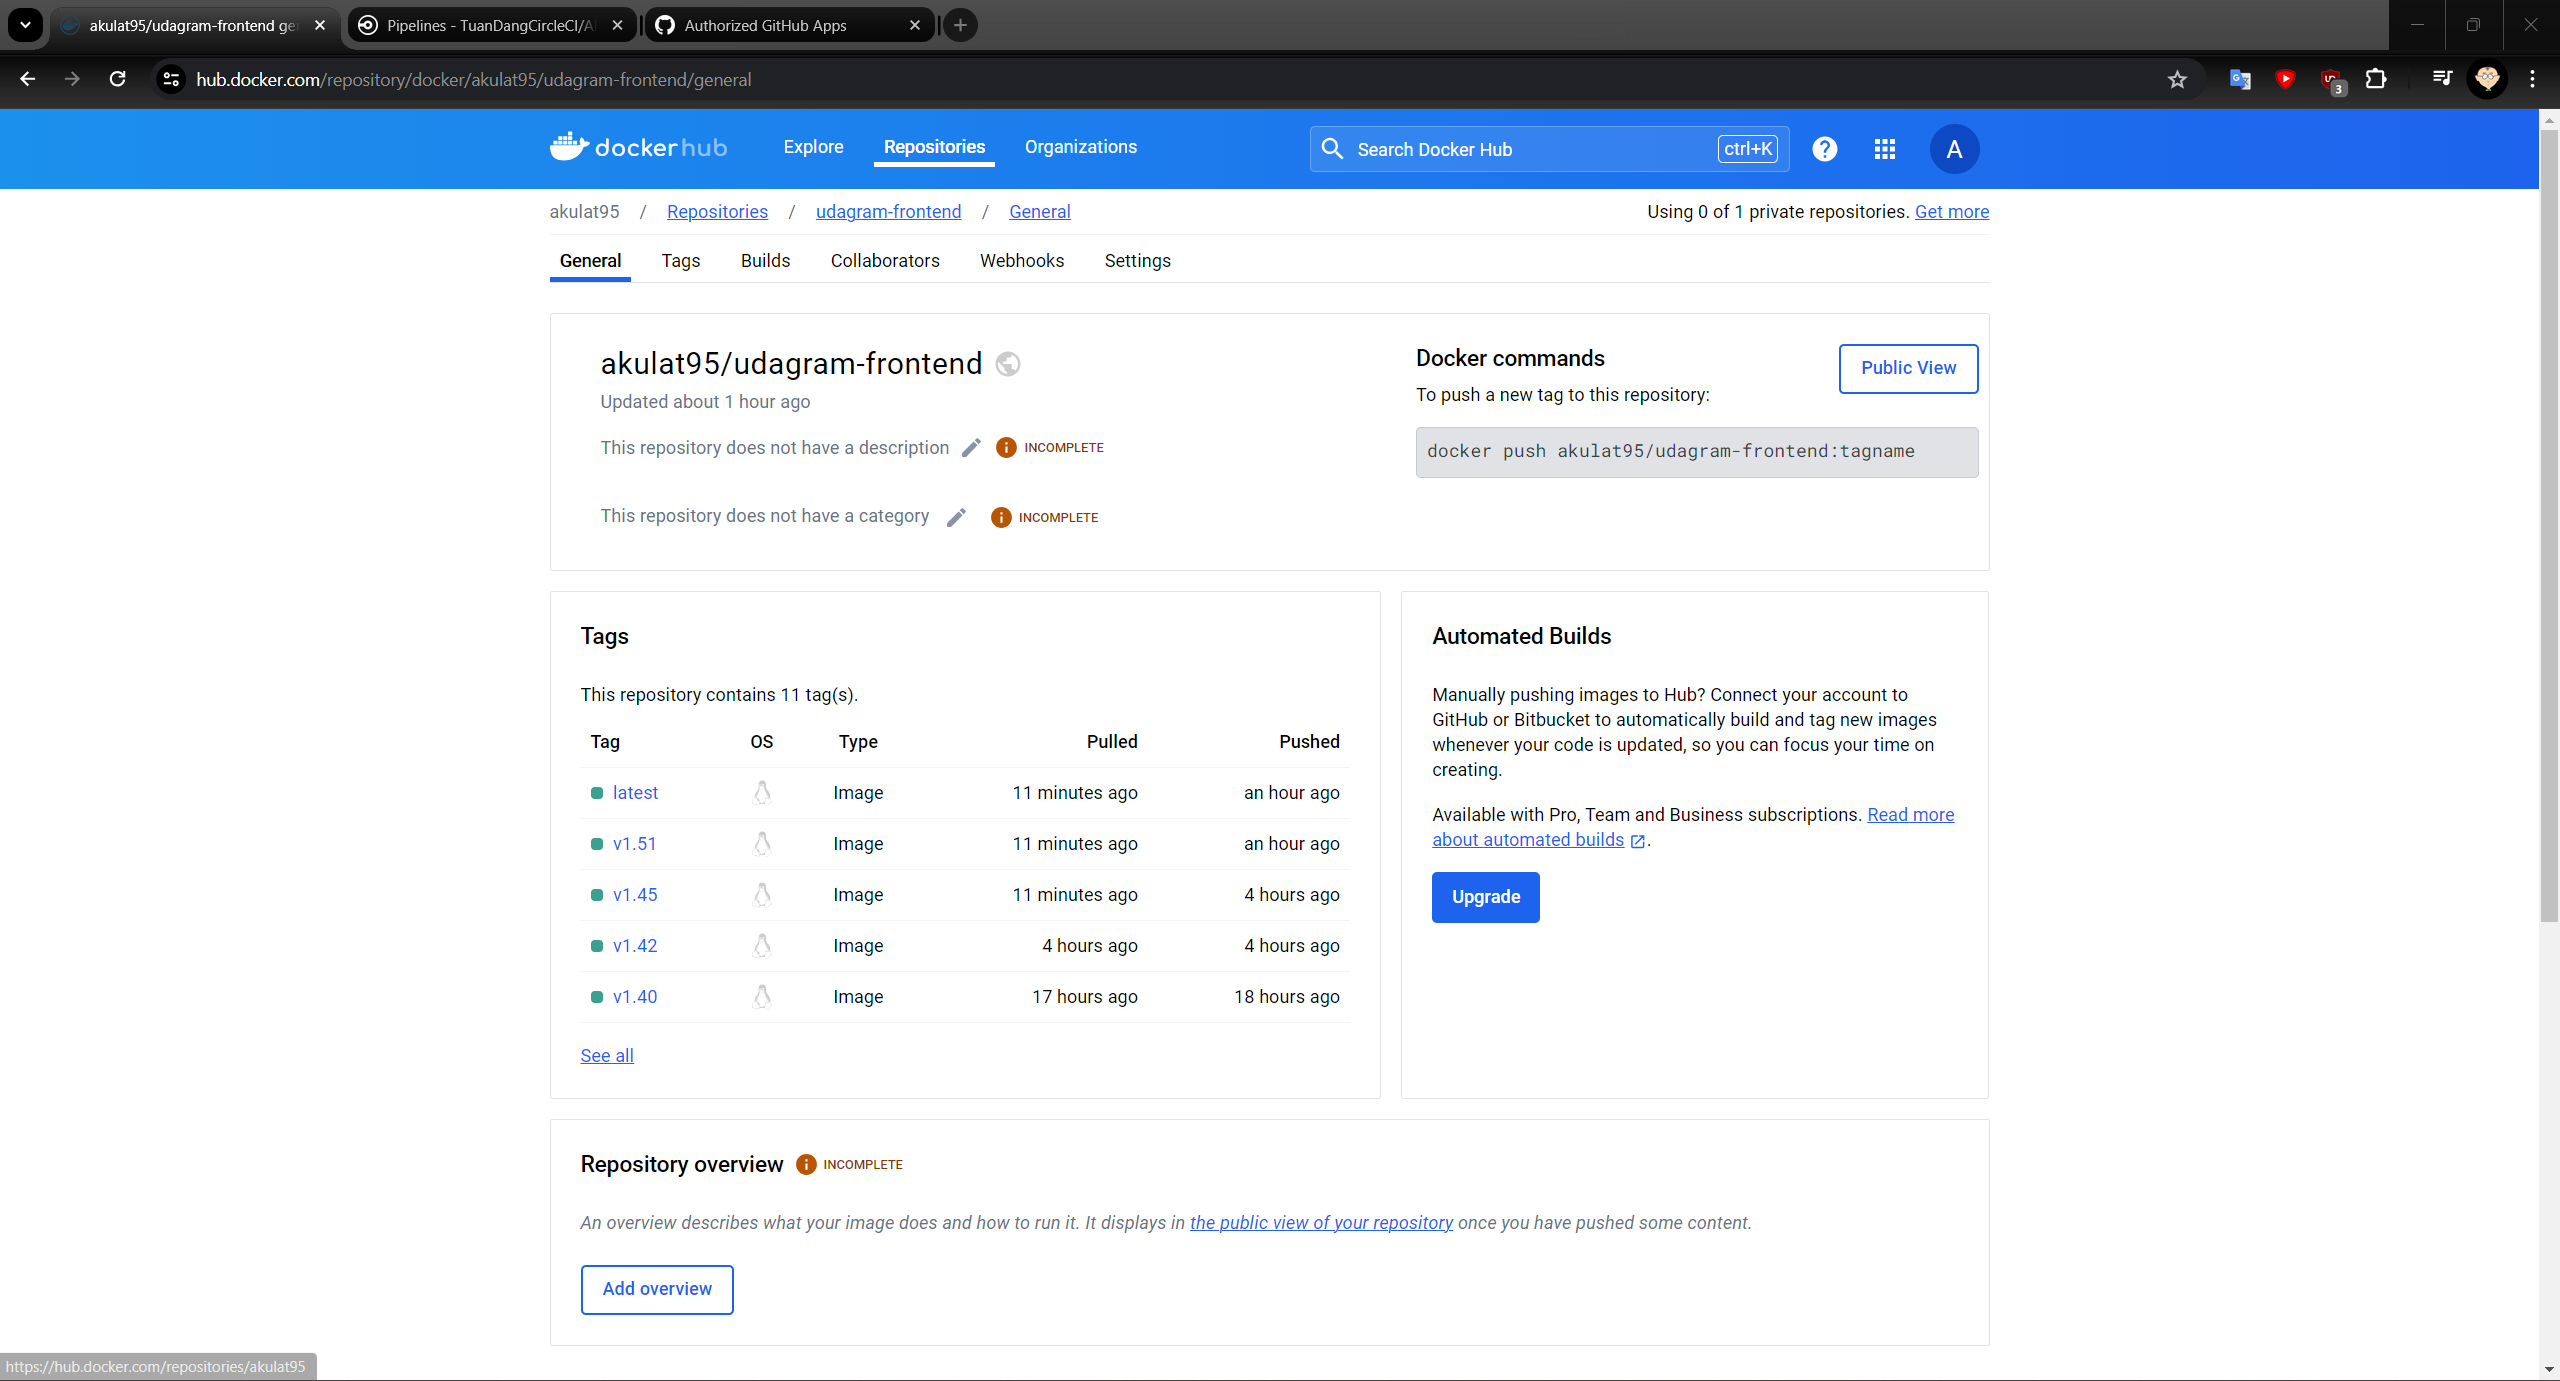 akulat95/udagram-frontend ge
Pipelines - TuanDangCircleCI/A
Authorized GitHub Apps
hub.docker.com/repository/docker/akulat95/udagram-frontend/general
3
dockerhub
Explore
Repositories
Organizations
Search Docker Hub
ctrl+K
A
akulat95 / Repositories / udagram-frontend / General
Using 0 of 1 private repositories. Get more
General
Tags
Builds
Collaborators
Webhooks
Settings
akulat95/udagram-frontend
Updated about 1 hour ago
This repository does not have a description
INCOMPLETE
This repository does not have a category
INCOMPLETE
Docker commands
Public View
To push a new tag to this repository:
docker push akulat95/udagram-frontend:tagname
Tags
This repository contains 11 tag(s).
Tag OS Type Pulled Pushed
latest Image 11 minutes ago an hour ago
v1.51 Image 11 minutes ago an hour ago
v1.45 Image 11 minutes ago 4 hours ago
v1.42 Image 4 hours ago 4 hours ago
v1.40 Image 17 hours ago 18 hours ago
See all
Automated Builds
Manually pushing images to Hub? Connect your account to
GitHub or Bitbucket to automatically build and tag new images
whenever your code is updated, so you can focus your time on
creating.
Available with Pro, Team and Business subscriptions. Read more
about automated builds .
Upgrade
Repository overview
INCOMPLETE
An overview describes what your image does and how to run it. It displays in the public view of your repository once you have pushed some content.
Add overview
https://hub.docker.com/repositories/akulat95